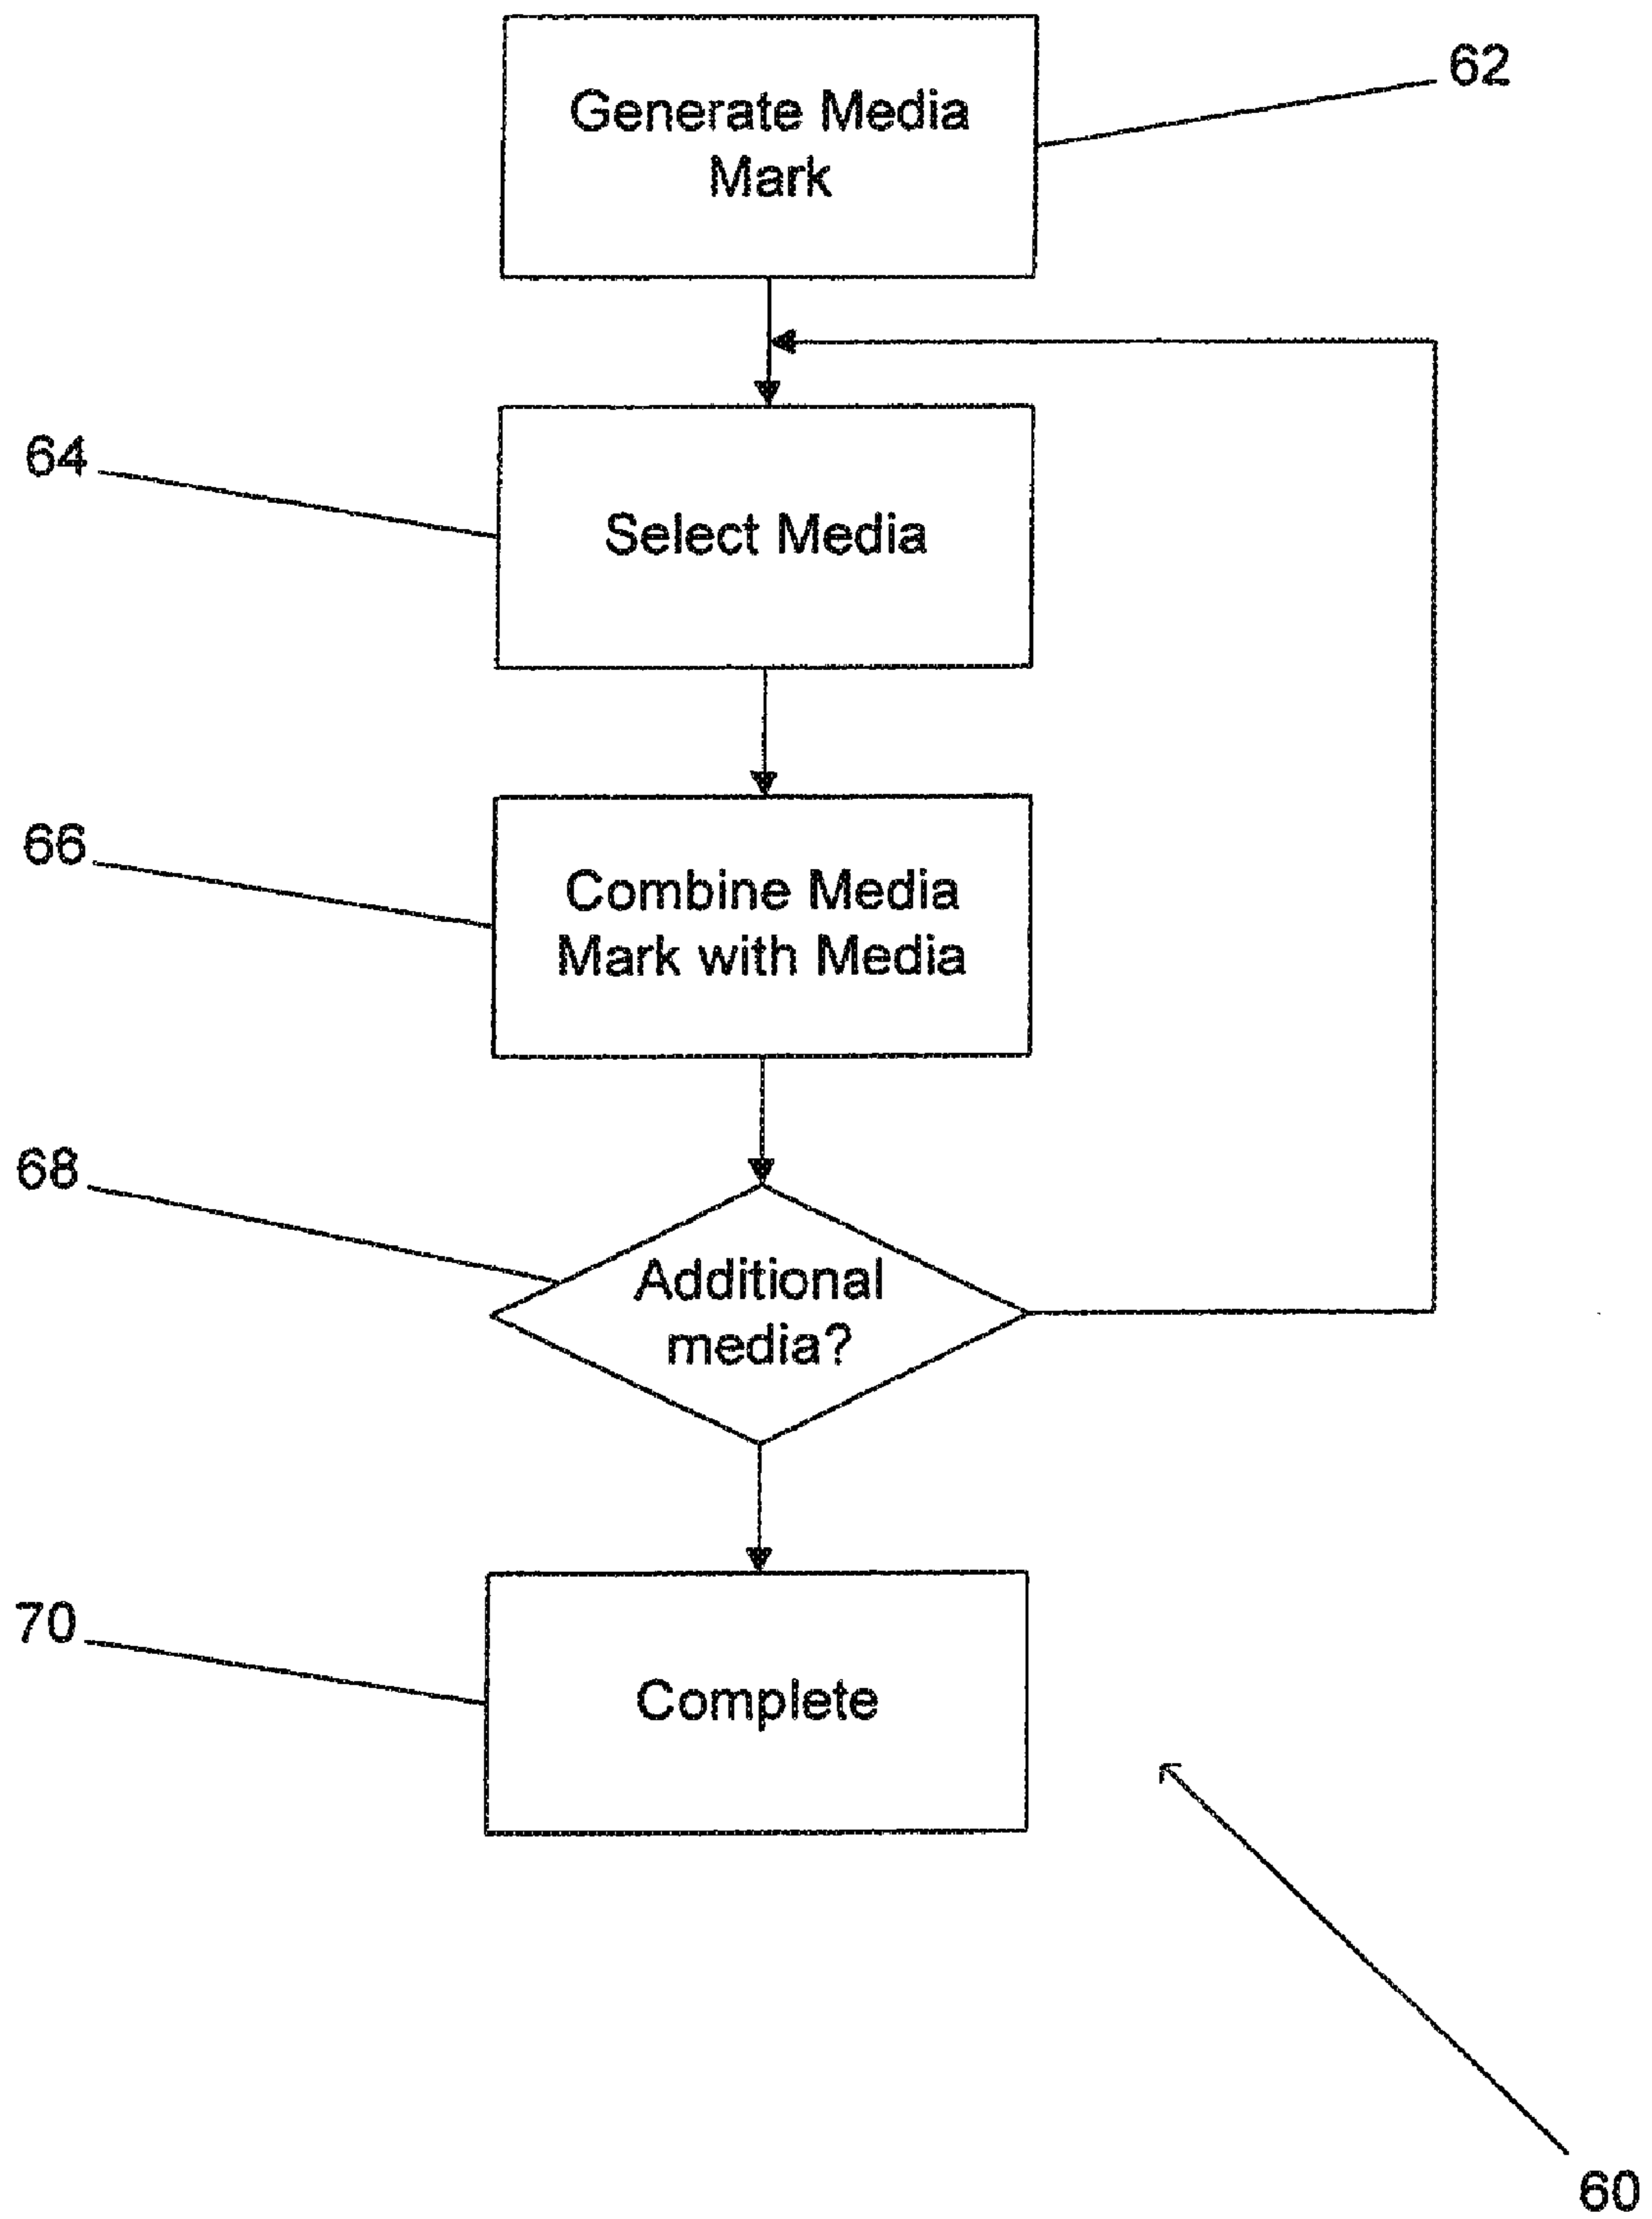 Generate Media
Mark
62
64
Select Media
66
Combine Media
Mark with Media
68
Additional
media?
70
Complete
60